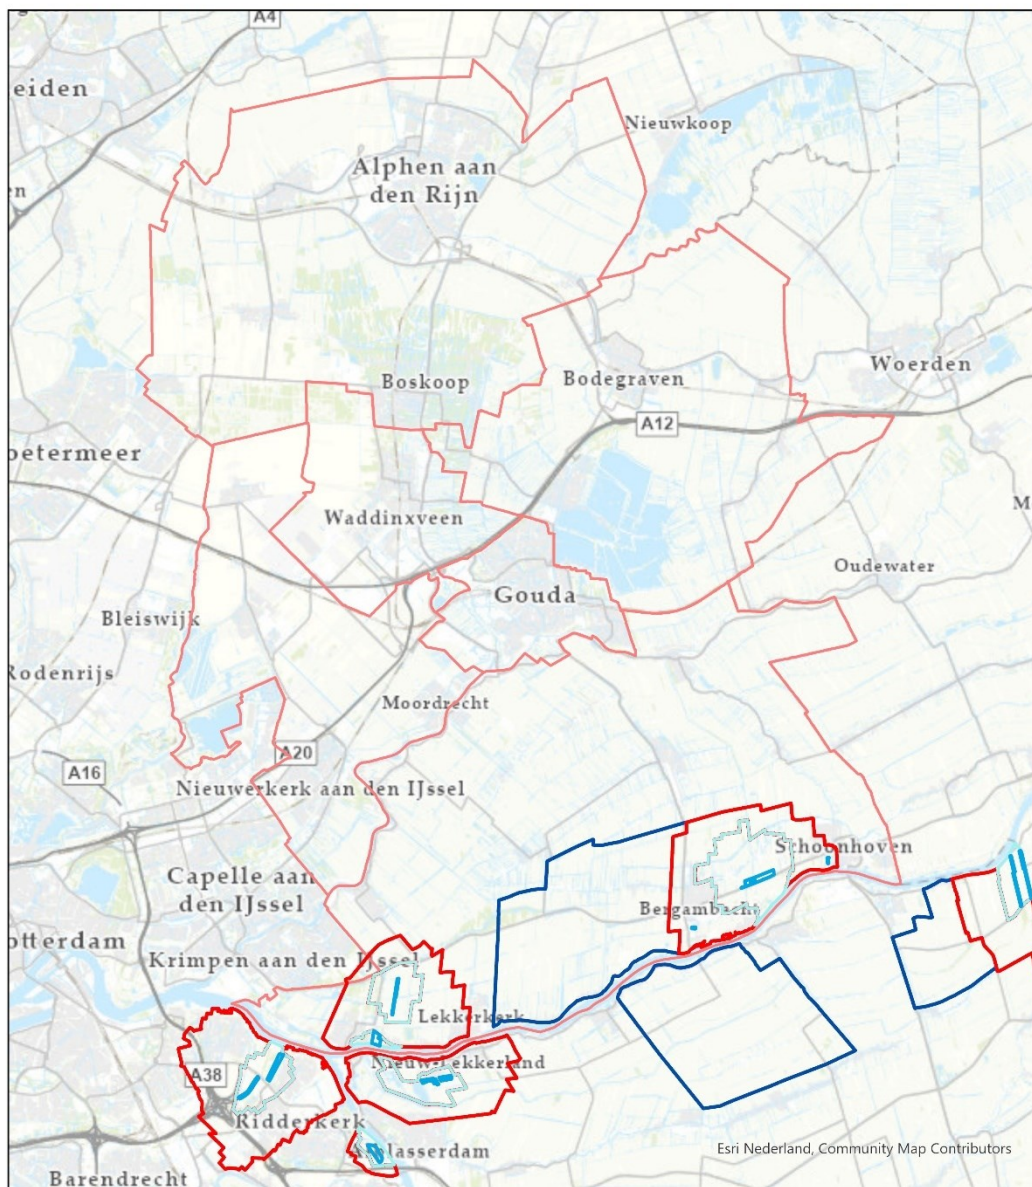 A4
eiden
Nieuwkoop
Alphen aan
den Rijn
en
Woerden
Boskoop
Bodegraven
A12
oetermeer
M
Waddinxveen
Oudewater
Gouda
Bleiswijk
Rodenrijs
Moordrecht
A20
A16
Nieuwerkerk aan den IJssel
Schoonhoven
Capelle aan
den IJssel
Bergambacht
otterdam
Krimpen aan den IJssel
Lekkerkerk
Nieuw-Lekkerland
A38
Ridderkerk
Alblasserdam
Esri Nederland, Community Map Contributors
Barendrecht